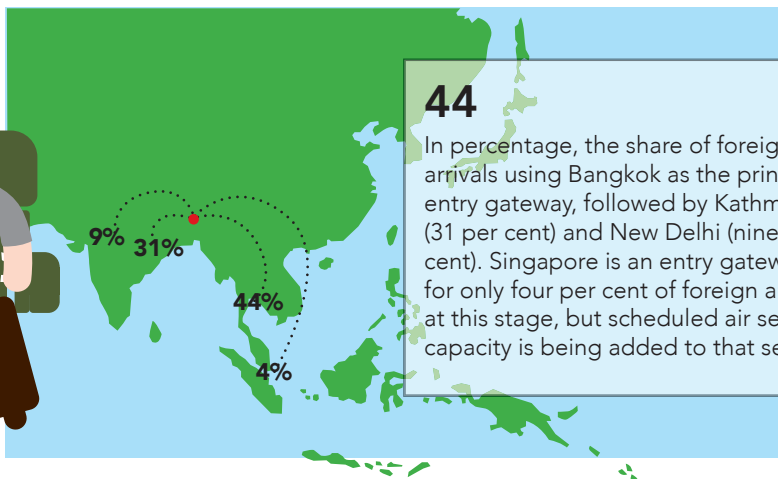 44
In percentage, the share of foreig
arrivals using Bangkok as the prin
entry gateway, followed by Kathm
(31 per cent) and New Delhi (nine
cent). Singapore is an entry gatew
for only four per cent of foreign a
at this stage, but scheduled air se
capacity is being added to that se
9%
31%
44%
4%